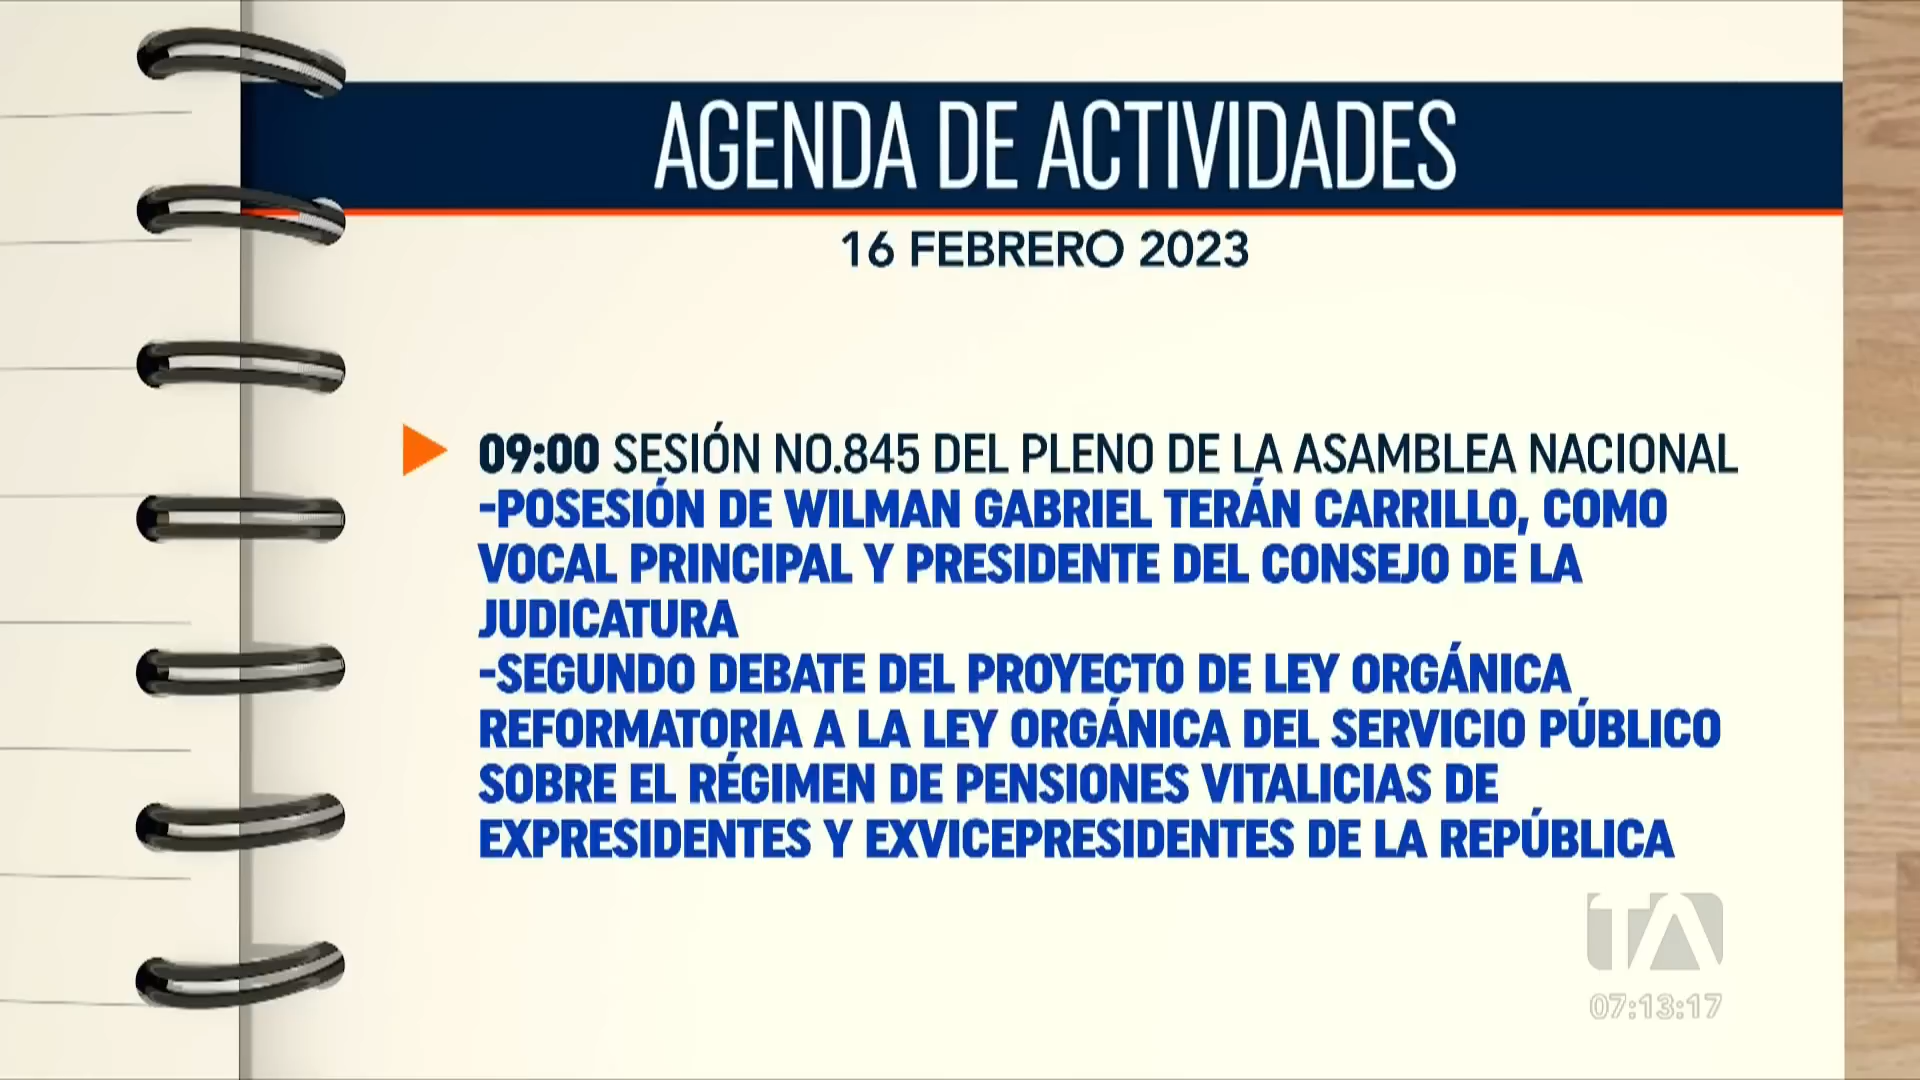 AGENDA DE ACTIVIDADES
16 FEBRERO 2023
09:00 SESIÓN NO.845 DEL PLENO DE LA ASAMBLEA NACIONAL
-POSESIÓN DE WILMAN GABRIEL TERÁN CARRILLO, COMO
VOCAL PRINCIPAL Y PRESIDENTE DEL CONSEJO DE LA
JUDICATURA
-SEGUNDO DEBATE DEL PROYECTO DE LEY ORGÁNICA
REFORMATORIA A LA LEY ORGÁNICA DEL SERVICIO PÚBLICO
SOBRE EL RÉGIMEN DE PENSIONES VITALICIAS DE
EXPRESIDENTES Y EXVICEPRESIDENTES DE LA REPÚBLICA
TA
07:13:17